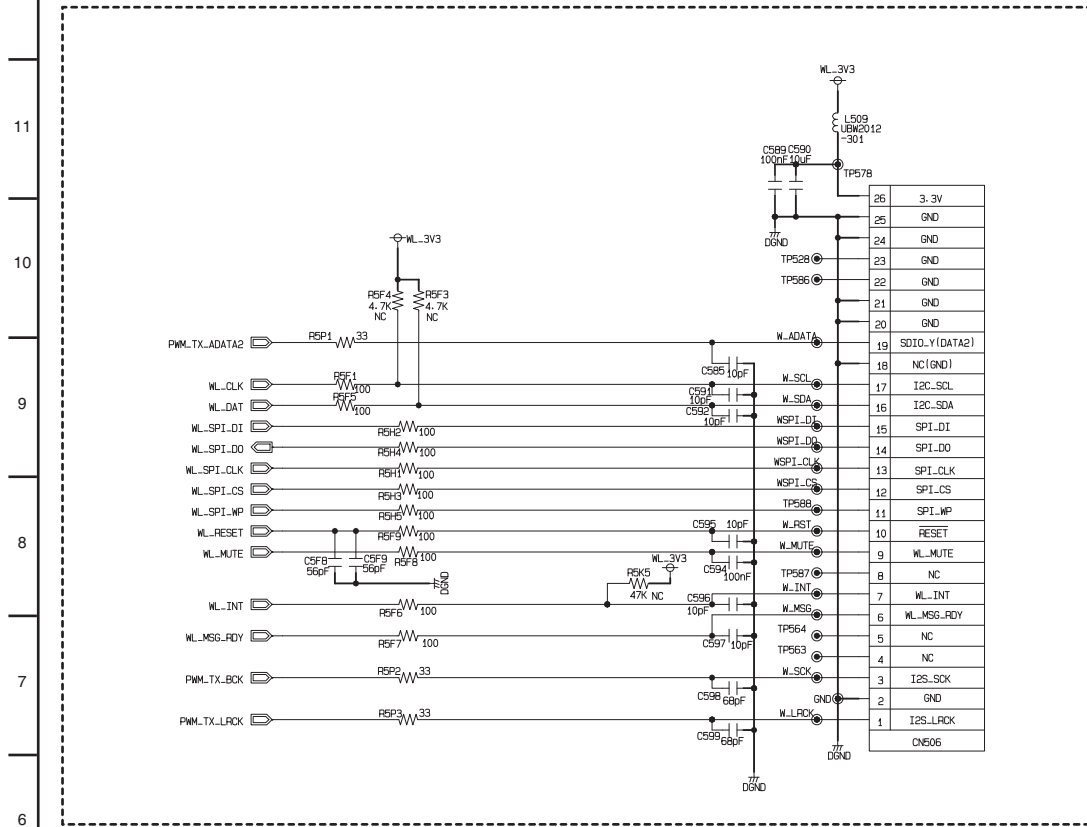 WL_3V3
11
L509
UBW2012
-301
C589 C590
100nF 10uF
TP578
26 3.3V
25 GND
DGND
24 GND
WL_3V3
10
TP528 23 GND
TP586 22 GND
R5F4 R5F3
4.7K 4.7K
NC NC
21 GND
20 GND
PWM_TX_ADATA2 R5P1 33 W_ADATA 19 SDIO_Y(DATA2)
C585 10pF
18 NC(GND)
WL_CLK R5F1 100 W_SCL 17 I2C_SCL
C591 10pF
9
WL_DAT R5F5 100 W_SDA 16 I2C_SDA
C592 10pF
WL_SPI_DI R5H2 100 WSPI_DI 15 SPI_DI
WL_SPI_DO R5H4 100 WSPI_DO 14 SPI_DO
WL_SPI_CLK R5H1 100 WSPI_CLK 13 SPI_CLK
WL_SPI_CS R5H3 100 WSPI_CS 12 SPI_CS
WL_SPI_WP R5H5 100 TP588 11 SPI_WP
WL_RESET R5F9 100 C595 10pF W_RST 10 RESET
8
WL_MUTE R5F8 100 W_MUTE 9 WL_MUTE
C5F8 C5F9
56pF 56pF
DGND
C594 100nF
WL_3V3
R5K5
47K NC
TP587 8 NC
W_INT 7 WL_INT
WL_INT R5F6 100 C596 10pF
W_MSG 6 WL_MSG_RDY
WL_MSG_RDY R5F7 100 C597 10pF
TP564 5 NC
TP563 4 NC
7
PWM_TX_BCK R5P2 33 W_SCK 3 I2S_SCK
C598 68pF
GND 2 GND
PWM_TX_LRCK R5P3 33 W_LRCK 1 I2S_LRCK
C599 68pF
CN506
DGND
DGND
6